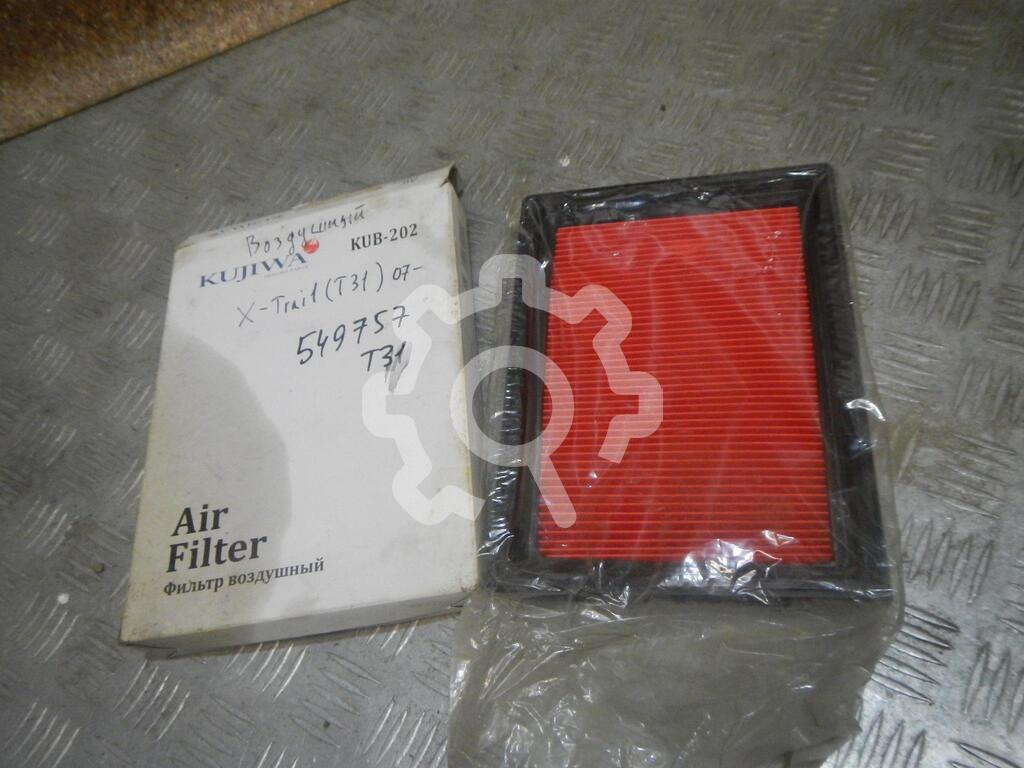 Воздушный
KUJIWA
KUB-202
X-Trail (T31) 07-
549757
T31
Air
Filter
Фильтр воздушный